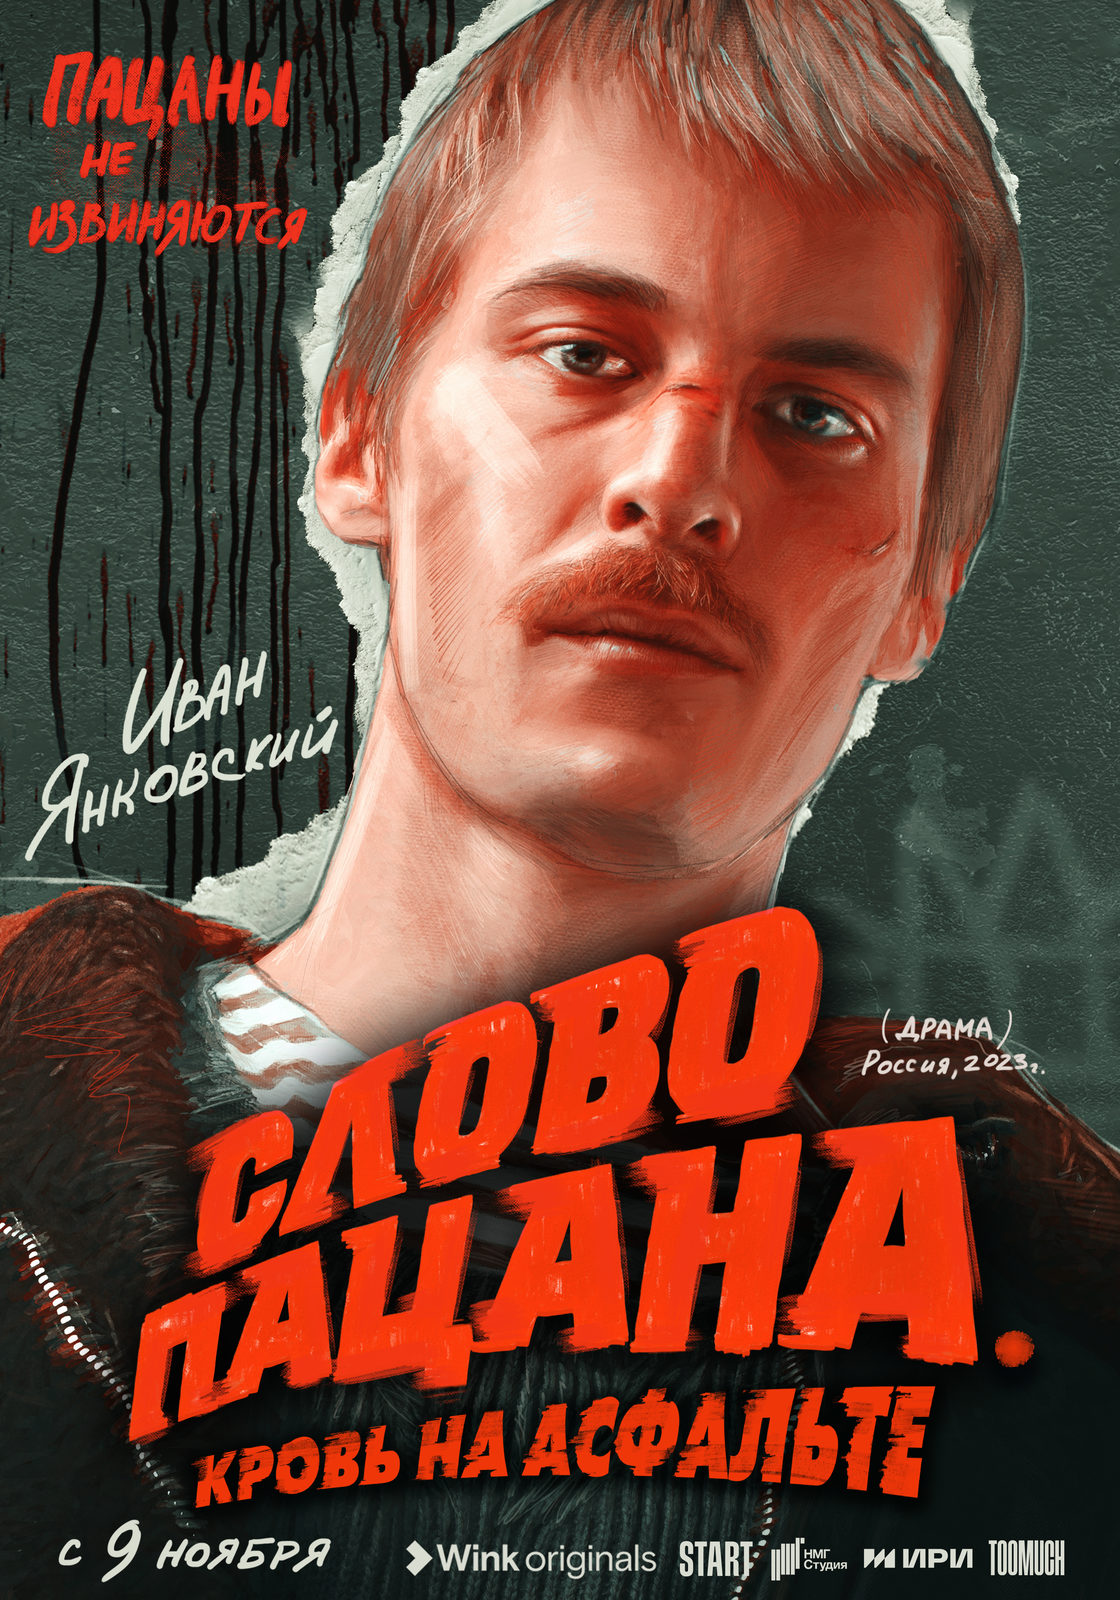 ПАЦАНЫ
НЕ
ИЗВИНЯЮТСЯ
ИВАН
ЯНКОВСКИЙ
(ДРАМА)
РОССИЯ, 2023г.
СЛОВО
ПАЦАНА.
КРОВЬ НА АСФАЛЬТЕ
с 9 НОЯБРЯ
Wink originals
START
НМГ
Студия
ИРИ
TOOMUCH